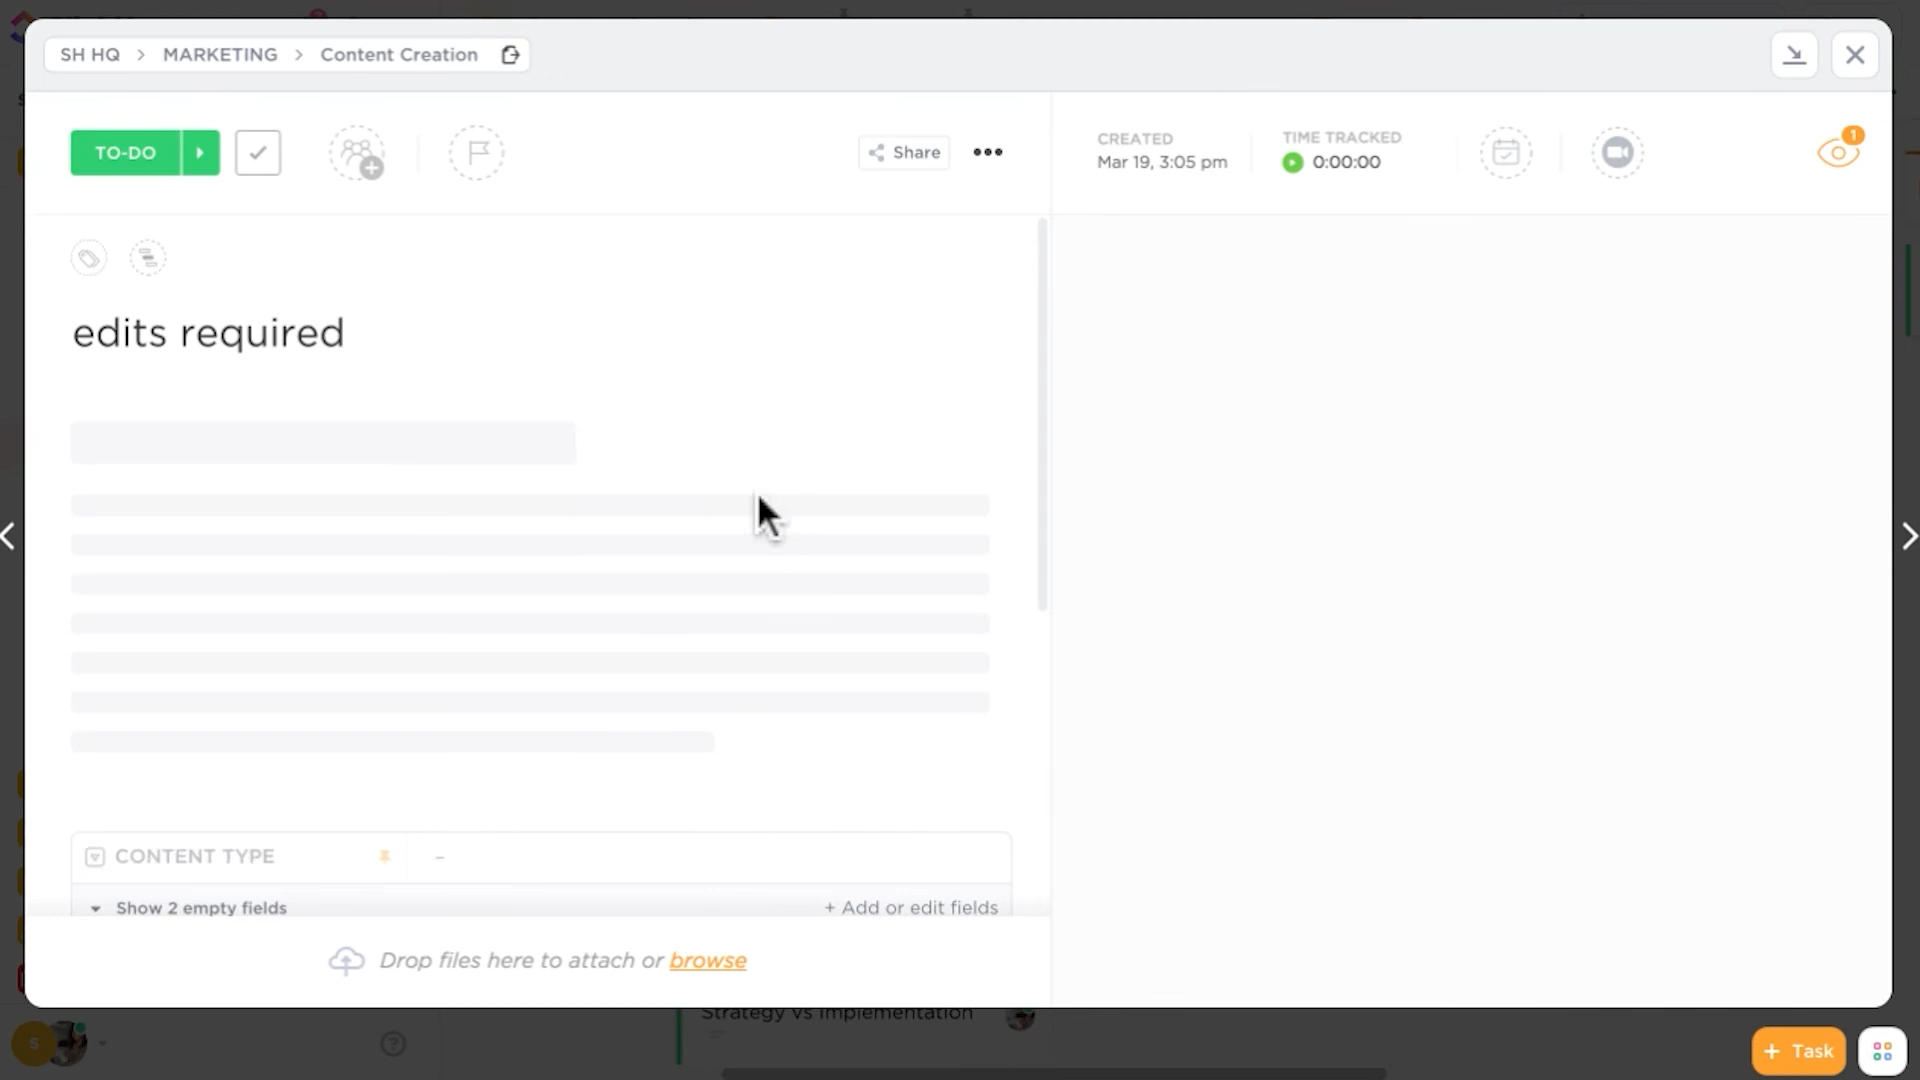 SH HQ > MARKETING > Content Creation
TO-DO
Share
CREATED
Mar 19, 3:05 pm
TIME TRACKED
0:00:00
1
edits required
CONTENT TYPE
–
Show 2 empty fields
+ Add or edit fields
Drop files here to attach or browse
Strategy vs Implementation
S
?
+ Task